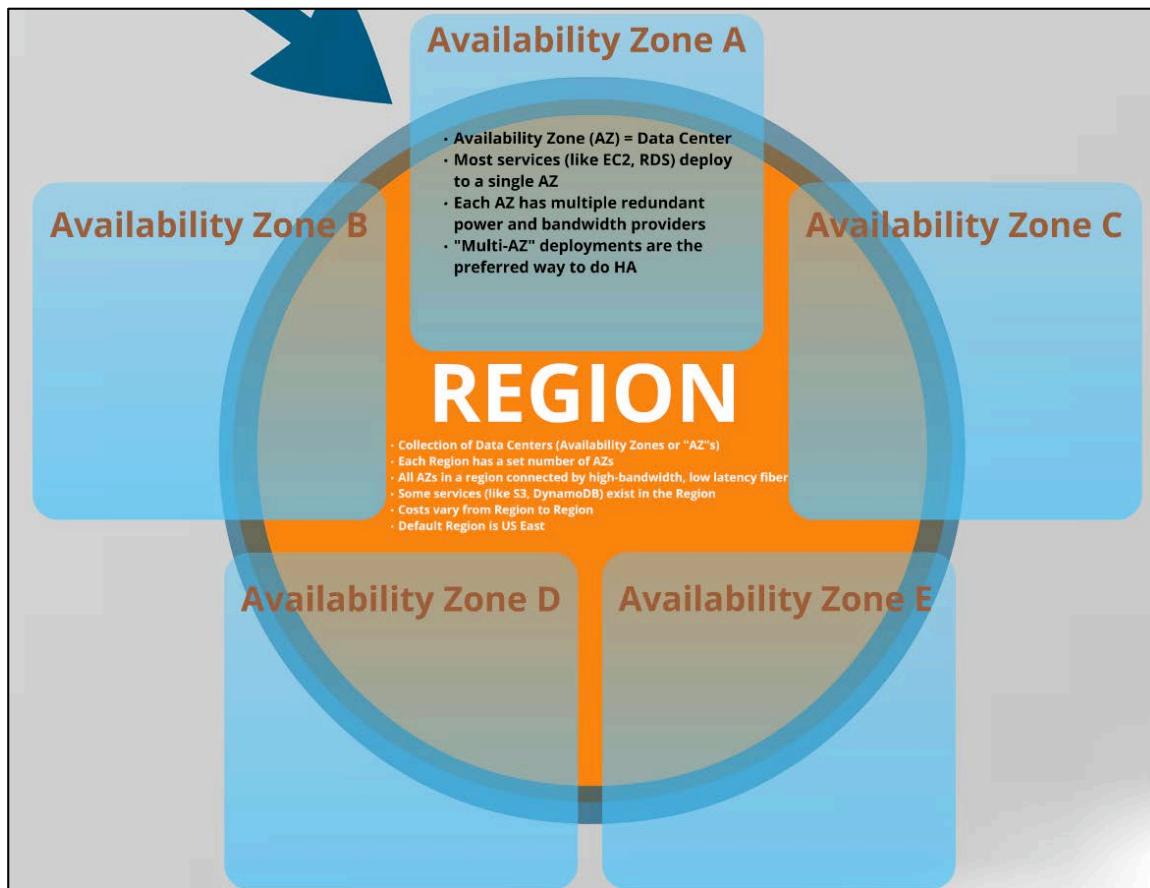 Availability Zone A
· Availability Zone (AZ) = Data Center
· Most services (like EC2, RDS) deploy
to a single AZ
· Each AZ has multiple redundant
power and bandwidth providers
· "Multi-AZ" deployments are the
preferred way to do HA
Availability Zone B
Availability Zone C
REGION
· Collection of Data Centers (Availability Zones or "AZ"s)
· Each Region has a set number of AZs
· All AZs in a region connected by high-bandwidth, low latency fiber
· Some services (like S3, DynamoDB) exist in the Region
· Costs vary from Region to Region
· Default Region is US East
Availability Zone D
Availability Zone E